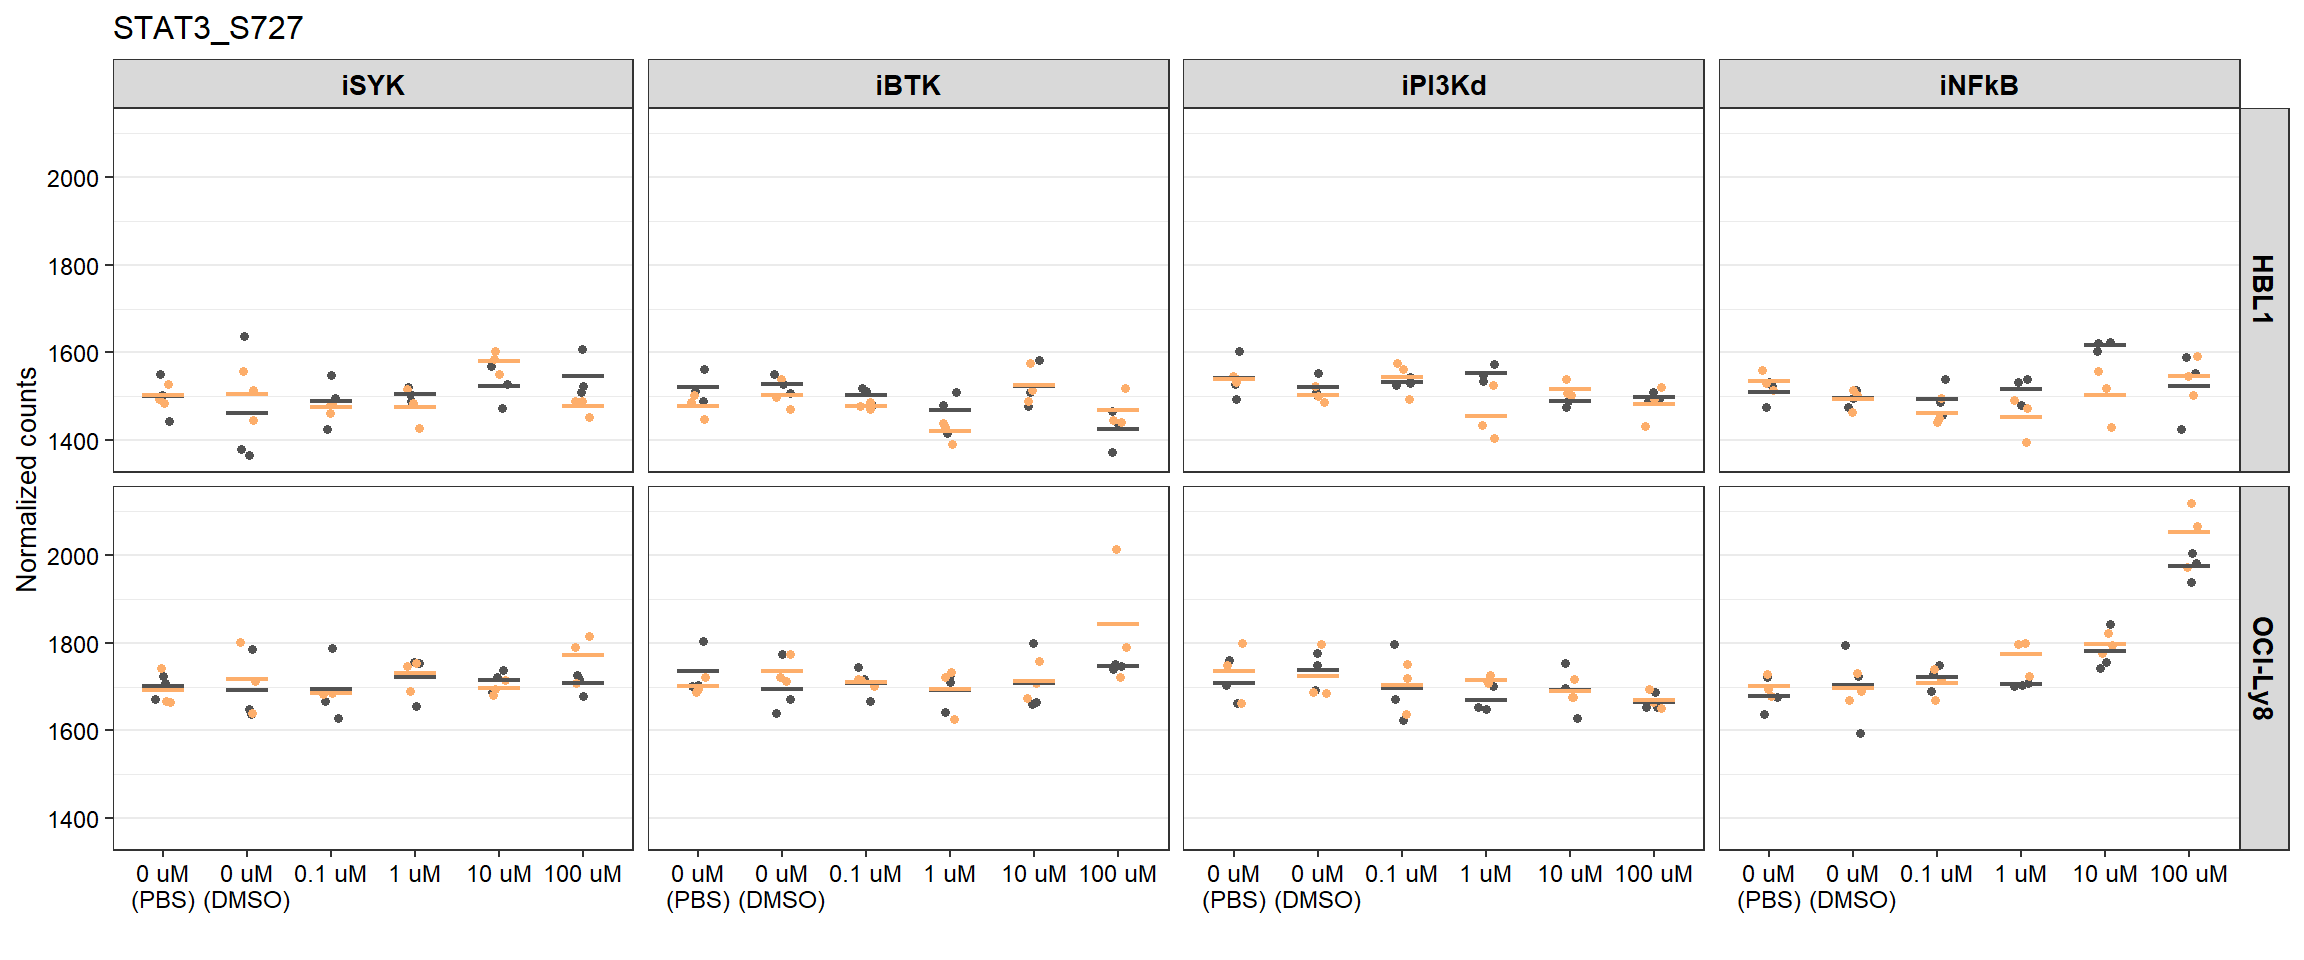 STAT3_S727
iSYK
iBTK
iPI3Kd
iNFkB
Normalized counts
2000
1800
1600
1400
HBL1
2000
1800
1600
1400
OCI-Ly8
0 uM (PBS) 0 uM (DMSO) 0.1 uM 1 uM 10 uM 100 uM
0 uM (PBS) 0 uM (DMSO) 0.1 uM 1 uM 10 uM 100 uM
0 uM (PBS) 0 uM (DMSO) 0.1 uM 1 uM 10 uM 100 uM
0 uM (PBS) 0 uM (DMSO) 0.1 uM 1 uM 10 uM 100 uM